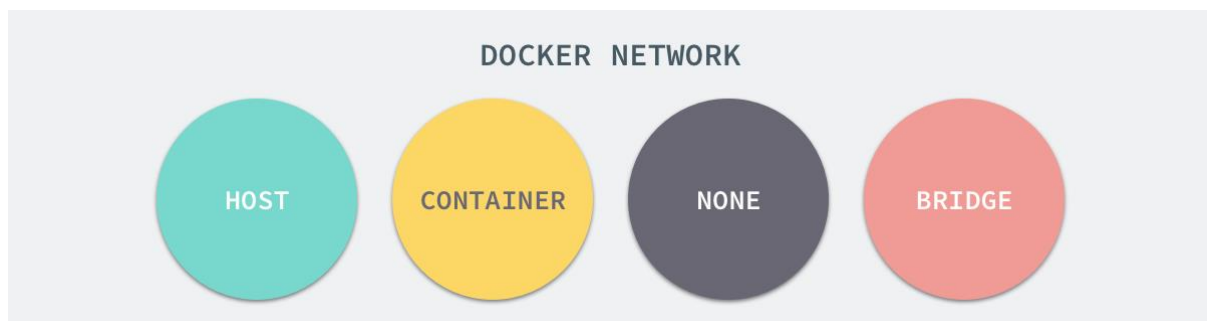 DOCKER NETWORK
HOST
CONTAINER
NONE
BRIDGE